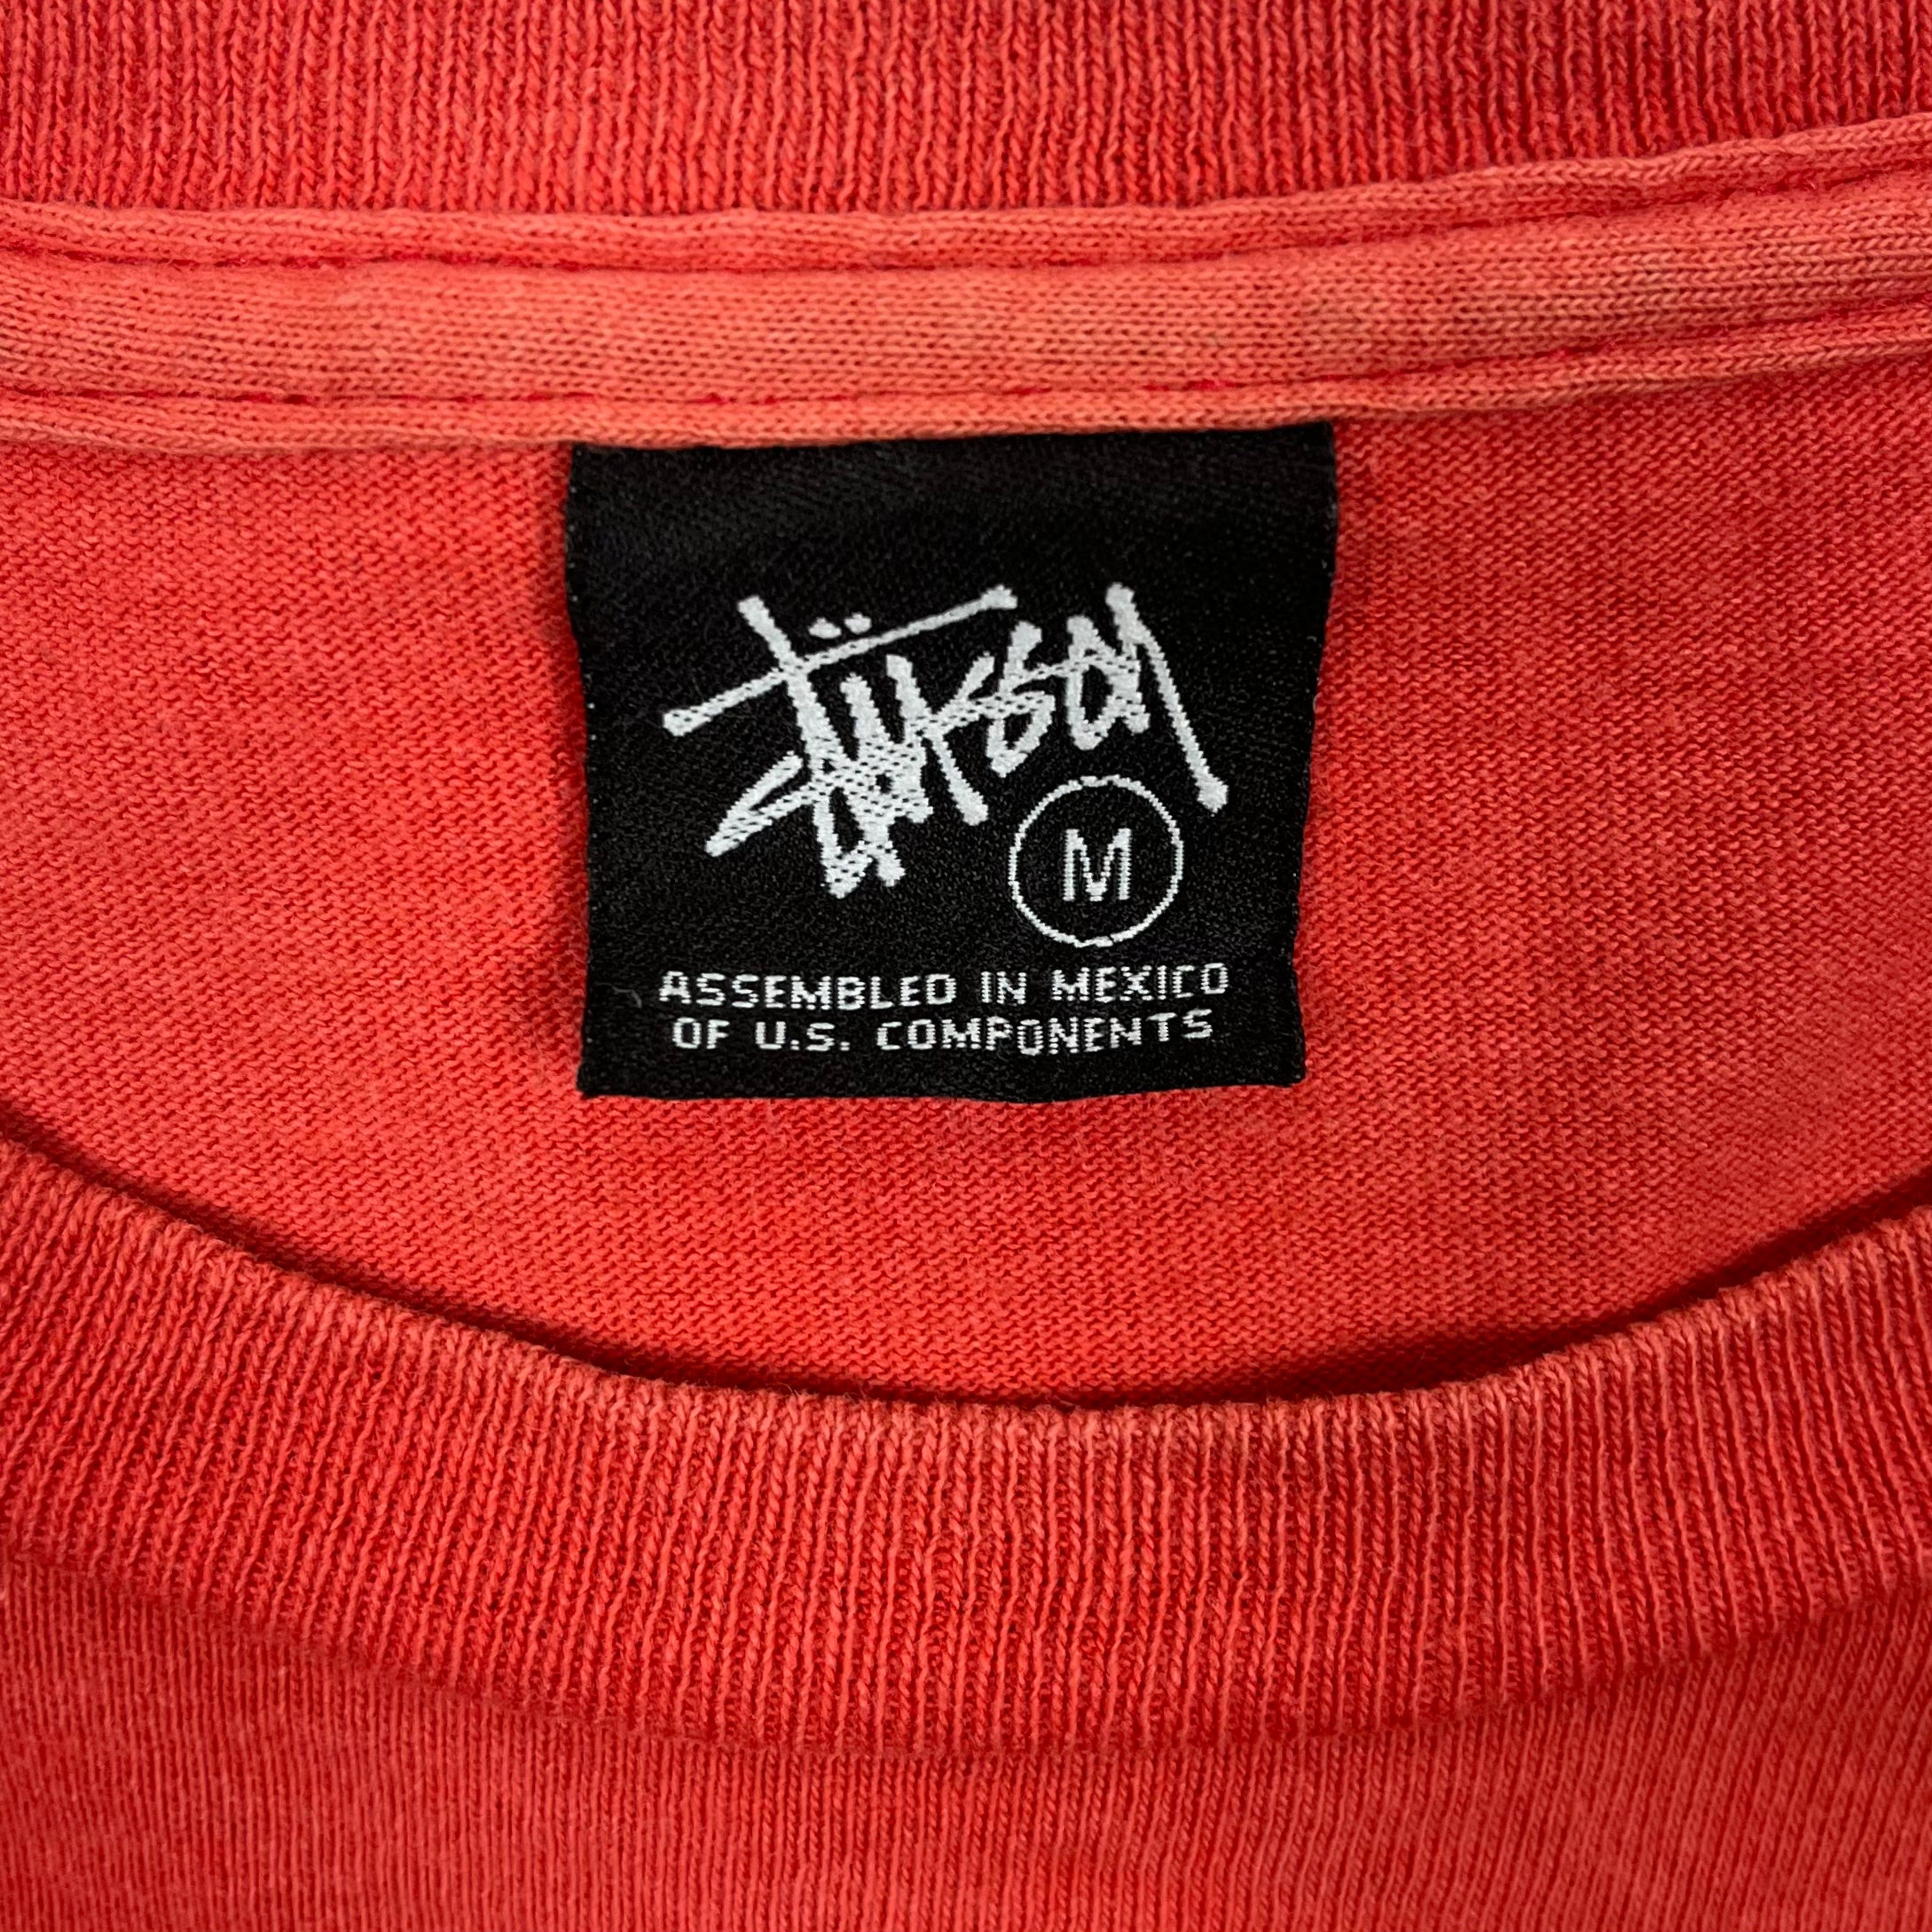 Stüssy
M
ASSEMBLED IN MEXICO
OF U.S. COMPONENTS